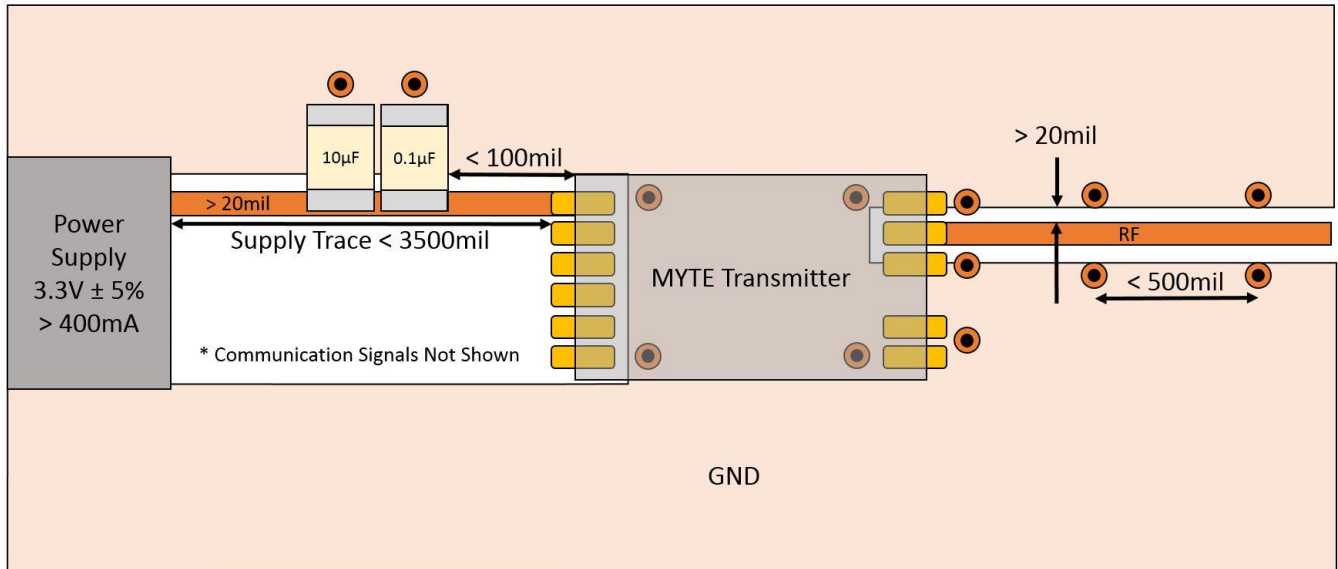 10µF
0.1µF
< 100mil
> 20mil
Power
Supply
3.3V ± 5%
> 400mA
> 20mil
Supply Trace < 3500mil
MYTE Transmitter
RF
< 500mil
* Communication Signals Not Shown
GND